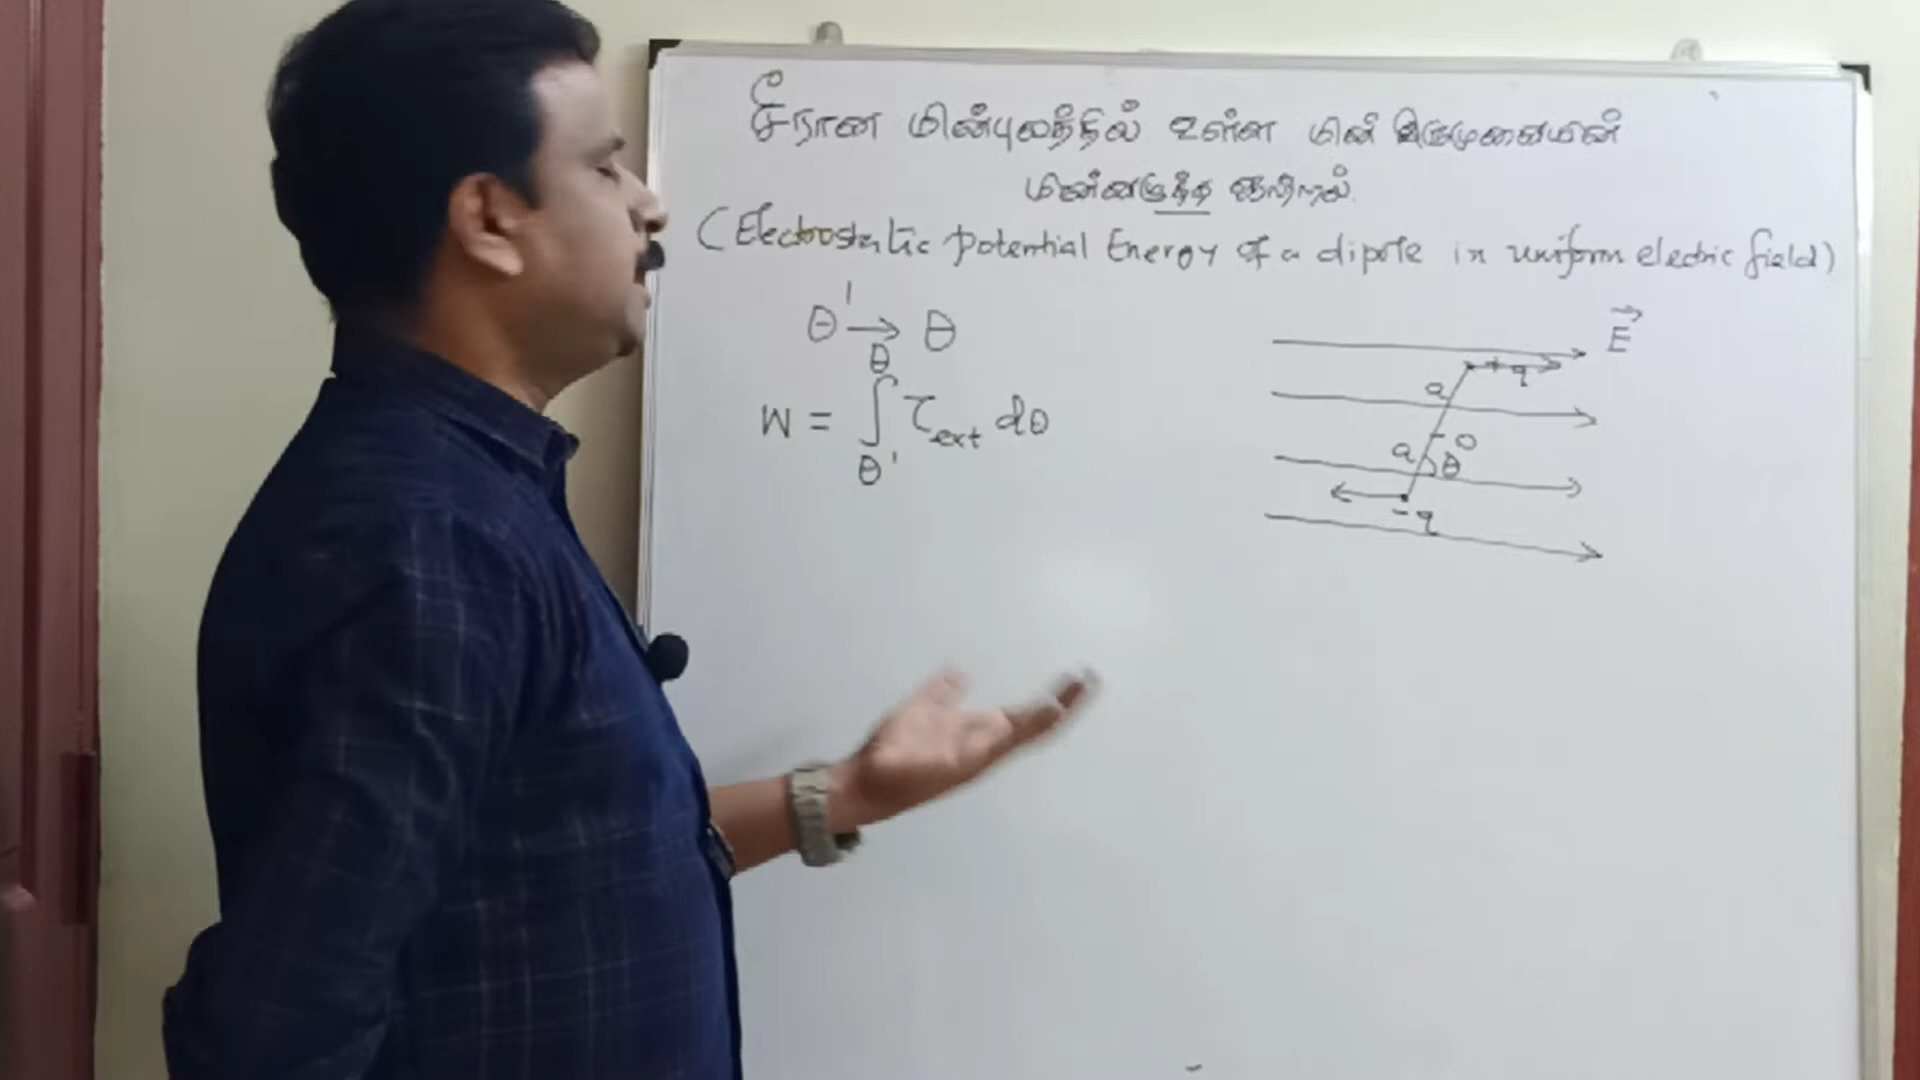 சீரான மின்புலத்தில் உள்ள மின் இருமுனையின்
மின்னழுத்த ஆற்றல்.
(Electrostatic potential Energy of a dipole in uniform electric field)
θ' → θ
W = ∫ τext dθ
θ
θ'
E
+q
a
O
a θ
-q